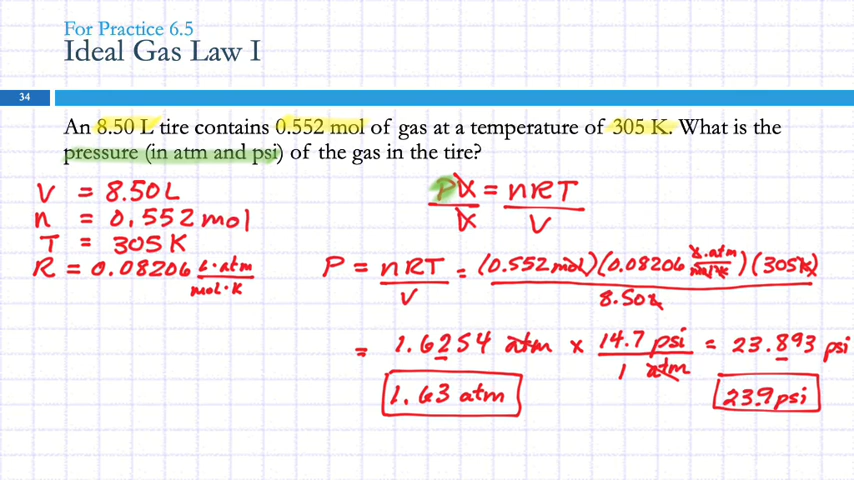 For Practice 6.5
Ideal Gas Law I
34
An 8.50 L tire contains 0.552 mol of gas at a temperature of 305 K. What is the
pressure (in atm and psi) of the gas in the tire?
V = 8.50L
n = 0.552 mol
T = 305K
R = 0.08206 L·atm/mol·K
PV/V = nRT/V
P = nRT/V = (0.552 mol)(0.08206 L·atm/mol·K)(305K)/8.50L
= 1.6254 atm × 14.7 psi/1 atm = 23.893 psi
1.63 atm
23.9 psi